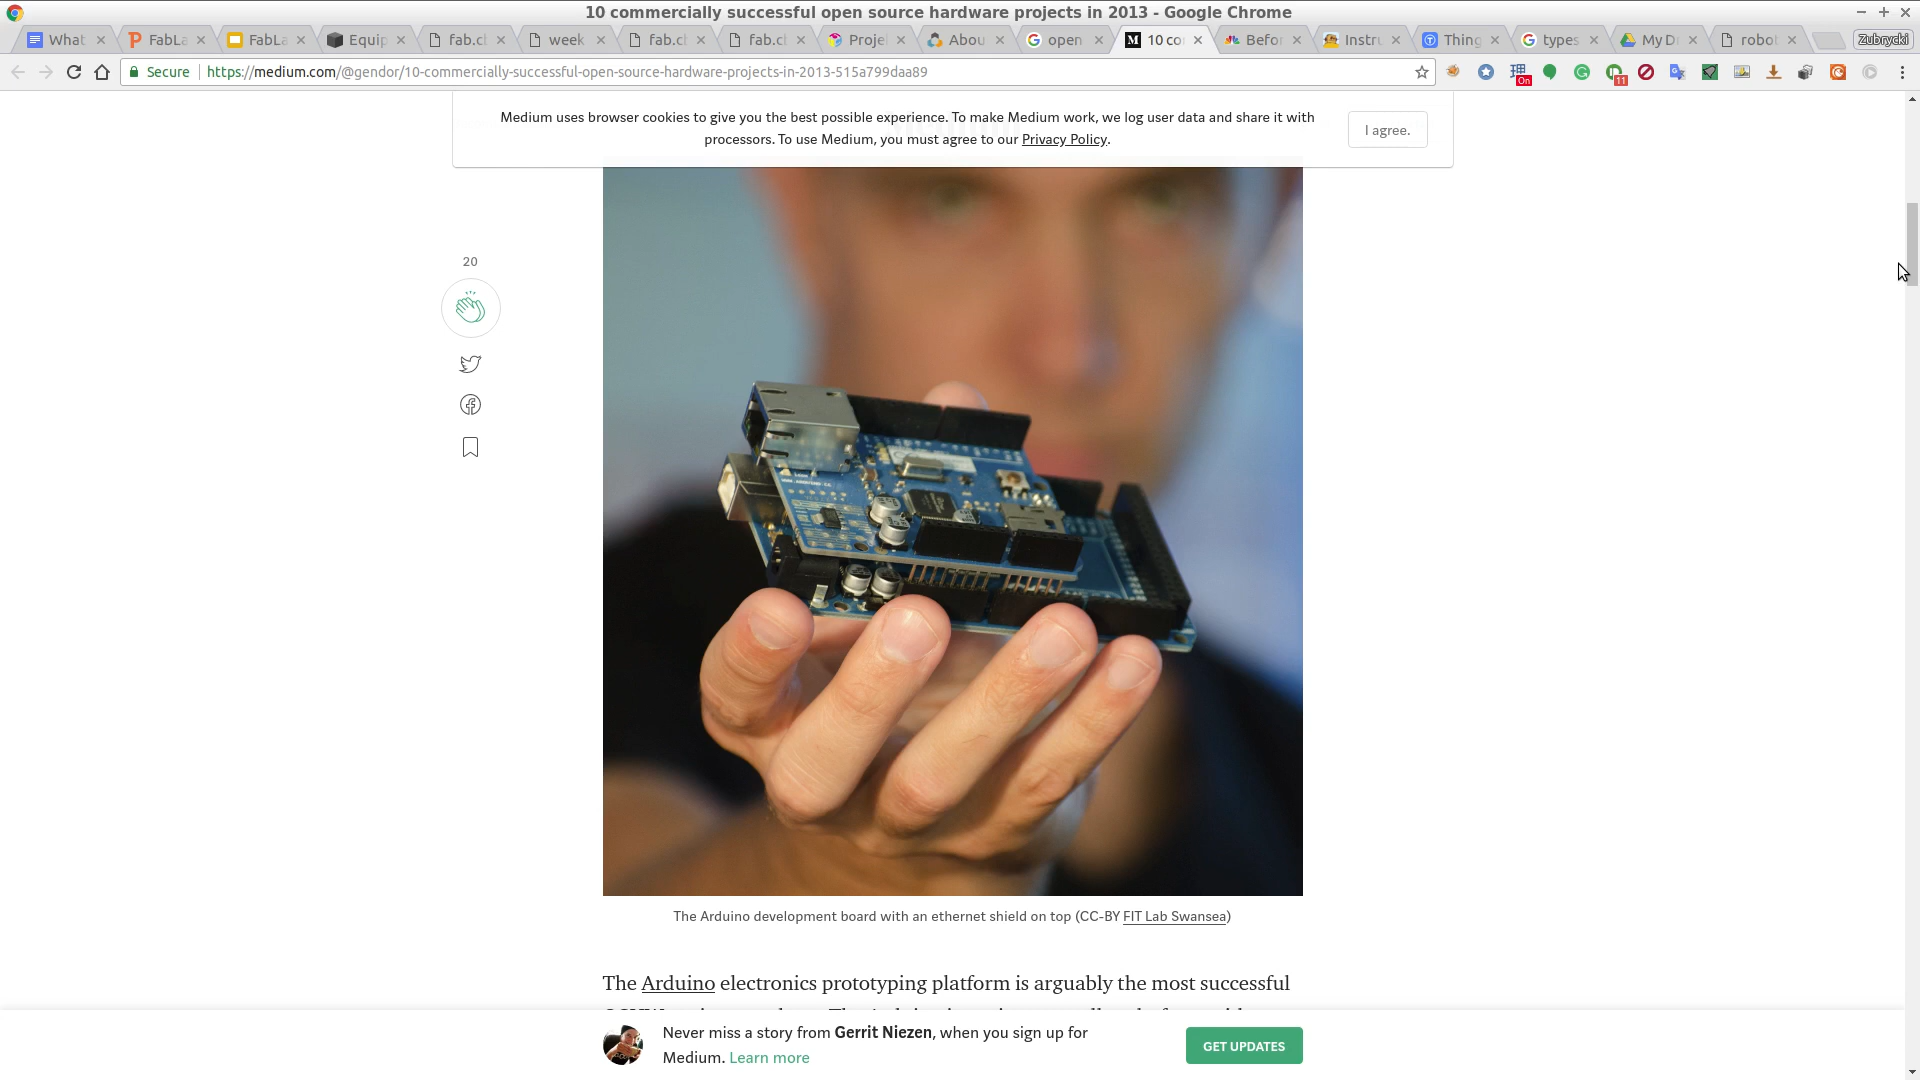 10 commercially successful open source hardware projects in 2013 - Google Chrome
What FabLa FabLa Equip fab.cl week fab.cl fab.cl Projel Abou open 10 co Befor Instru Thing types My D robot Zubrycki
Secure https://medium.com/@gendor/10-commercially-successful-open-source-hardware-projects-in-2013-515a799daa89 On 11
Medium uses browser cookies to give you the best possible experience. To make Medium work, we log user data and share it with
processors. To use Medium, you must agree to our Privacy Policy.
I agree.
20
The Arduino development board with an ethernet shield on top (CC-BY FIT Lab Swansea)
The Arduino electronics prototyping platform is arguably the most successful
Never miss a story from Gerrit Niezen, when you sign up for
Medium. Learn more
GET UPDATES